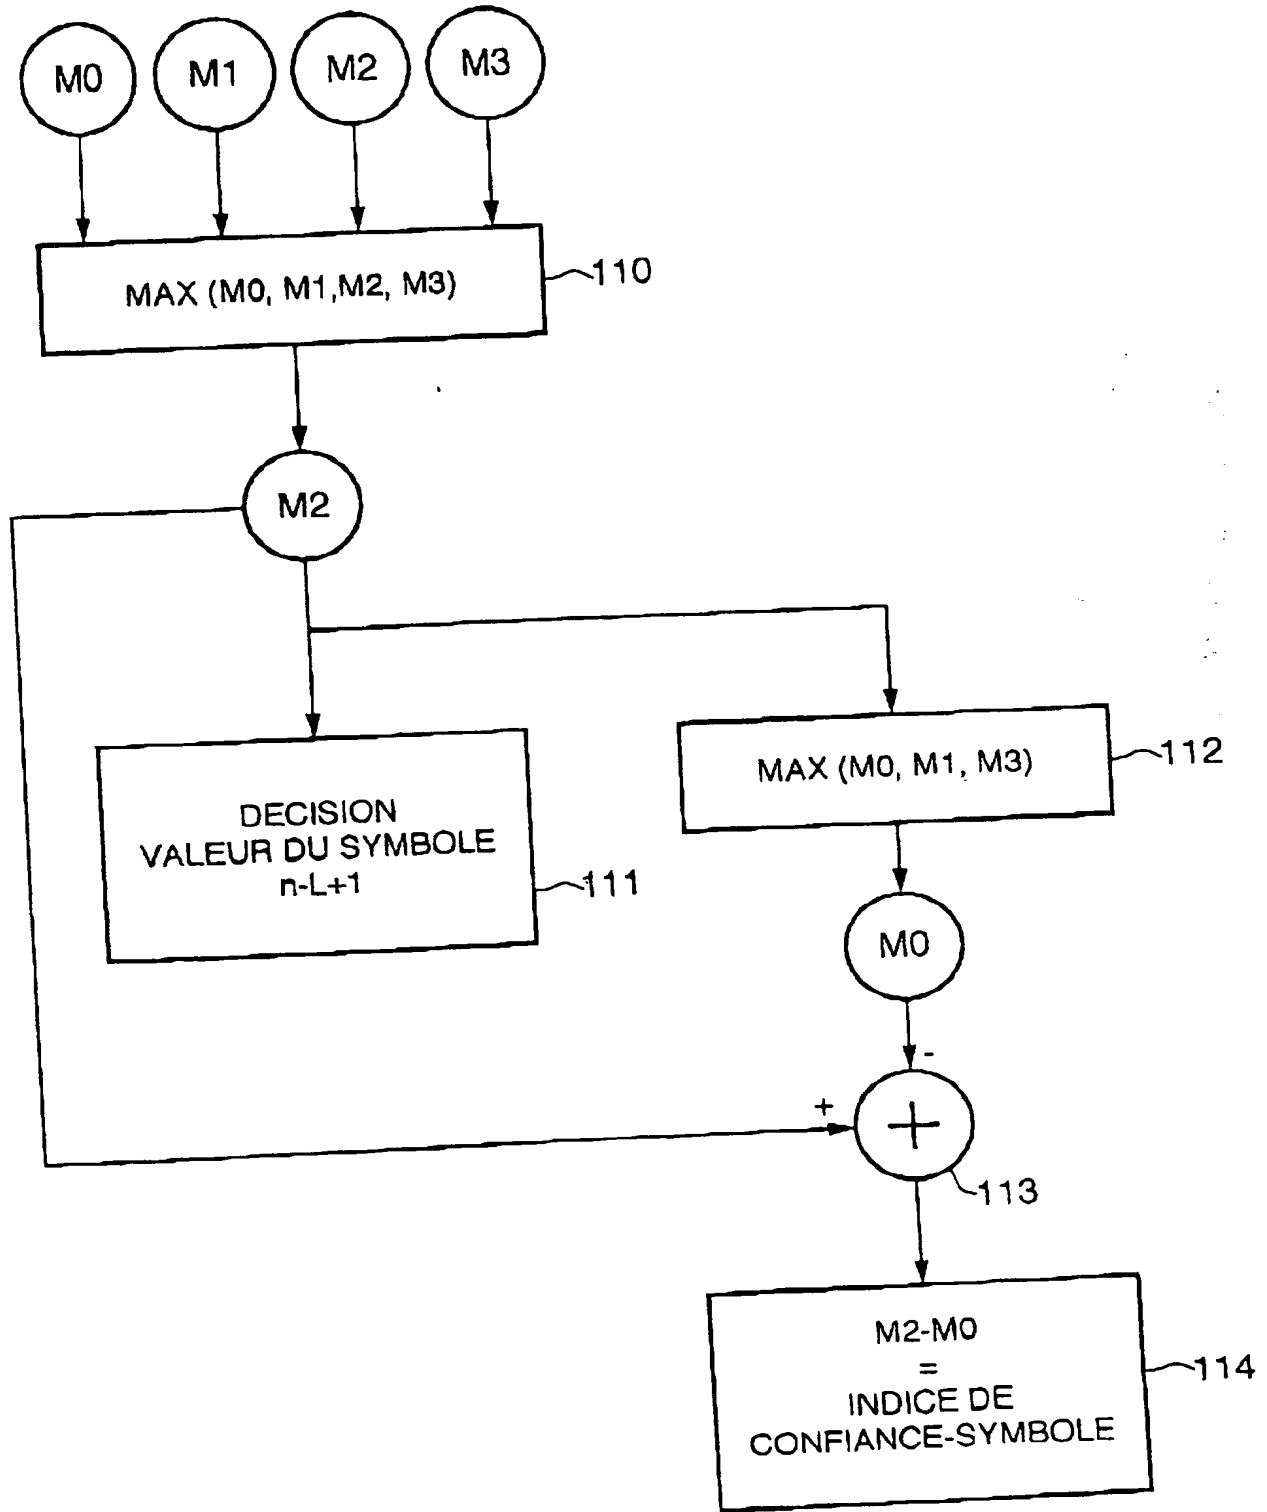 M0 M1 M2 M3
MAX (M0, M1,M2, M3)
110
M2
MAX (M0, M1, M3)
112
DECISION
VALEUR DU SYMBOLE
n-L+1
111
M0
-
+
+
113
M2-M0
=
INDICE DE
CONFIANCE-SYMBOLE
114